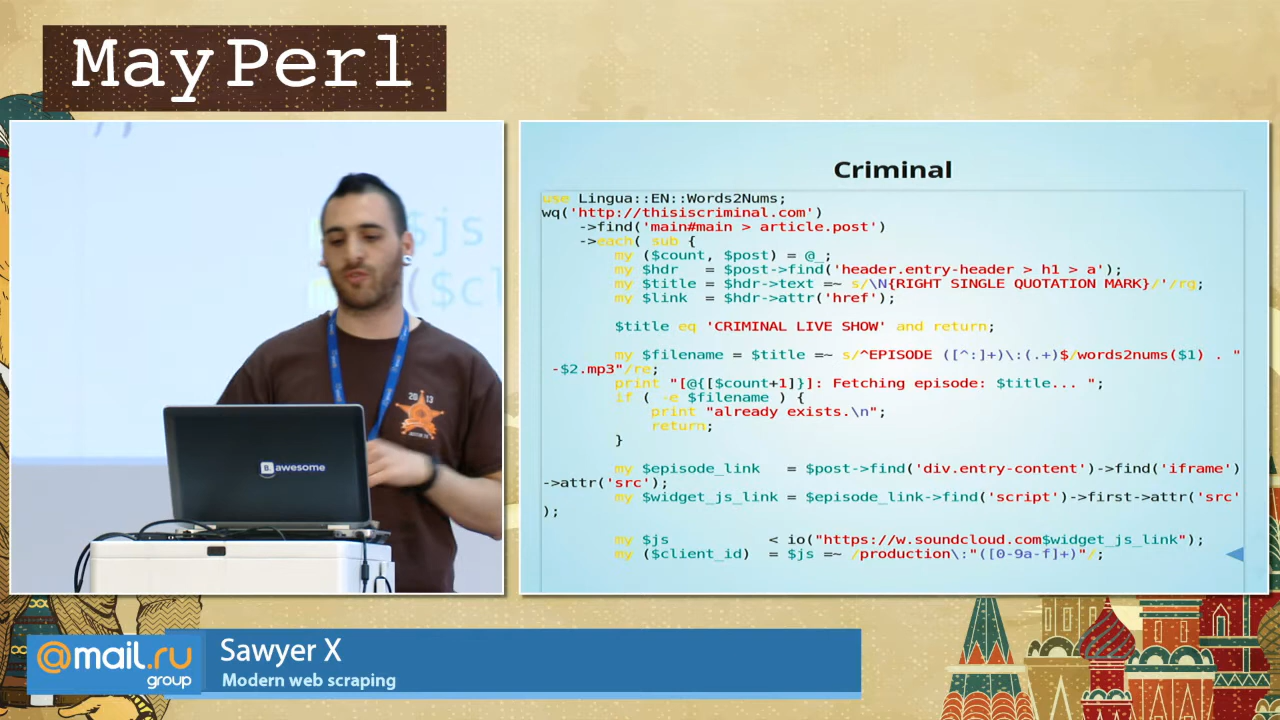 MayPerl
$js
($cl
20 13
B. awesome
Criminal
use Lingua::EN::Words2Nums;
wq('http://thisiscriminal.com')
    ->find('main#main > article.post')
    ->each( sub {
        my ($count, $post) = @_;
        my $hdr   = $post->find('header.entry-header > h1 > a');
        my $title = $hdr->text =~ s/\N{RIGHT SINGLE QUOTATION MARK}/'/rg;
        my $link  = $hdr->attr('href');
        $title eq 'CRIMINAL LIVE SHOW' and return;
        my $filename = $title =~ s/^EPISODE ([^:]+)\:(.+)$/words2nums($1) . "
-$2.mp3"/re;
        print "[@{[$count+1]}]: Fetching episode: $title... ";
        if ( -e $filename ) {
            print "already exists.\n";
            return;
        }
        my $episode_link   = $post->find('div.entry-content')->find('iframe')
->attr('src');
        my $widget_js_link = $episode_link->find('script')->first->attr('src'
);
        my $js           < io("https://w.soundcloud.com$widget_js_link");
        my ($client_id)  = $js =~ /production\:"([0-9a-f]+)"/;
@mail.ru
group
Sawyer X
Modern web scraping